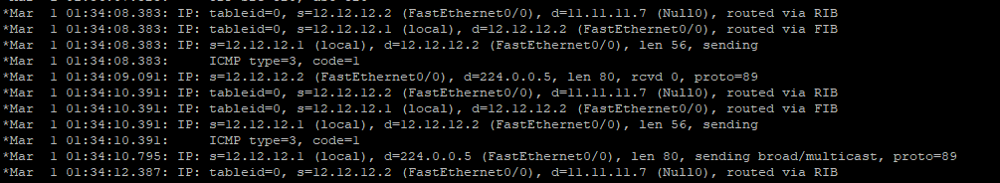 *Mar  1 01:34:08.383: IP: tableid=0, s=12.12.12.2 (FastEthernet0/0), d=11.11.11.7 (Null0), routed via RIB
*Mar  1 01:34:08.383: IP: tableid=0, s=12.12.12.1 (local), d=12.12.12.2 (FastEthernet0/0), routed via FIB
*Mar  1 01:34:08.383: IP: s=12.12.12.1 (local), d=12.12.12.2 (FastEthernet0/0), len 56, sending
*Mar  1 01:34:08.383:     ICMP type=3, code=1
*Mar  1 01:34:09.091: IP: s=12.12.12.2 (FastEthernet0/0), d=224.0.0.5, len 80, rcvd 0, proto=89
*Mar  1 01:34:10.391: IP: tableid=0, s=12.12.12.2 (FastEthernet0/0), d=11.11.11.7 (Null0), routed via RIB
*Mar  1 01:34:10.391: IP: tableid=0, s=12.12.12.1 (local), d=12.12.12.2 (FastEthernet0/0), routed via FIB
*Mar  1 01:34:10.391: IP: s=12.12.12.1 (local), d=12.12.12.2 (FastEthernet0/0), len 56, sending
*Mar  1 01:34:10.391:     ICMP type=3, code=1
*Mar  1 01:34:10.795: IP: s=12.12.12.1 (local), d=224.0.0.5 (FastEthernet0/0), len 80, sending broad/multicast, proto=89
*Mar  1 01:34:12.387: IP: tableid=0, s=12.12.12.2 (FastEthernet0/0), d=11.11.11.7 (Null0), routed via RIB